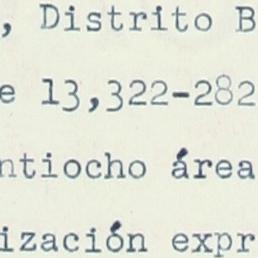 , Distrito B
e 13,322-282
ntiocho área
ización expr